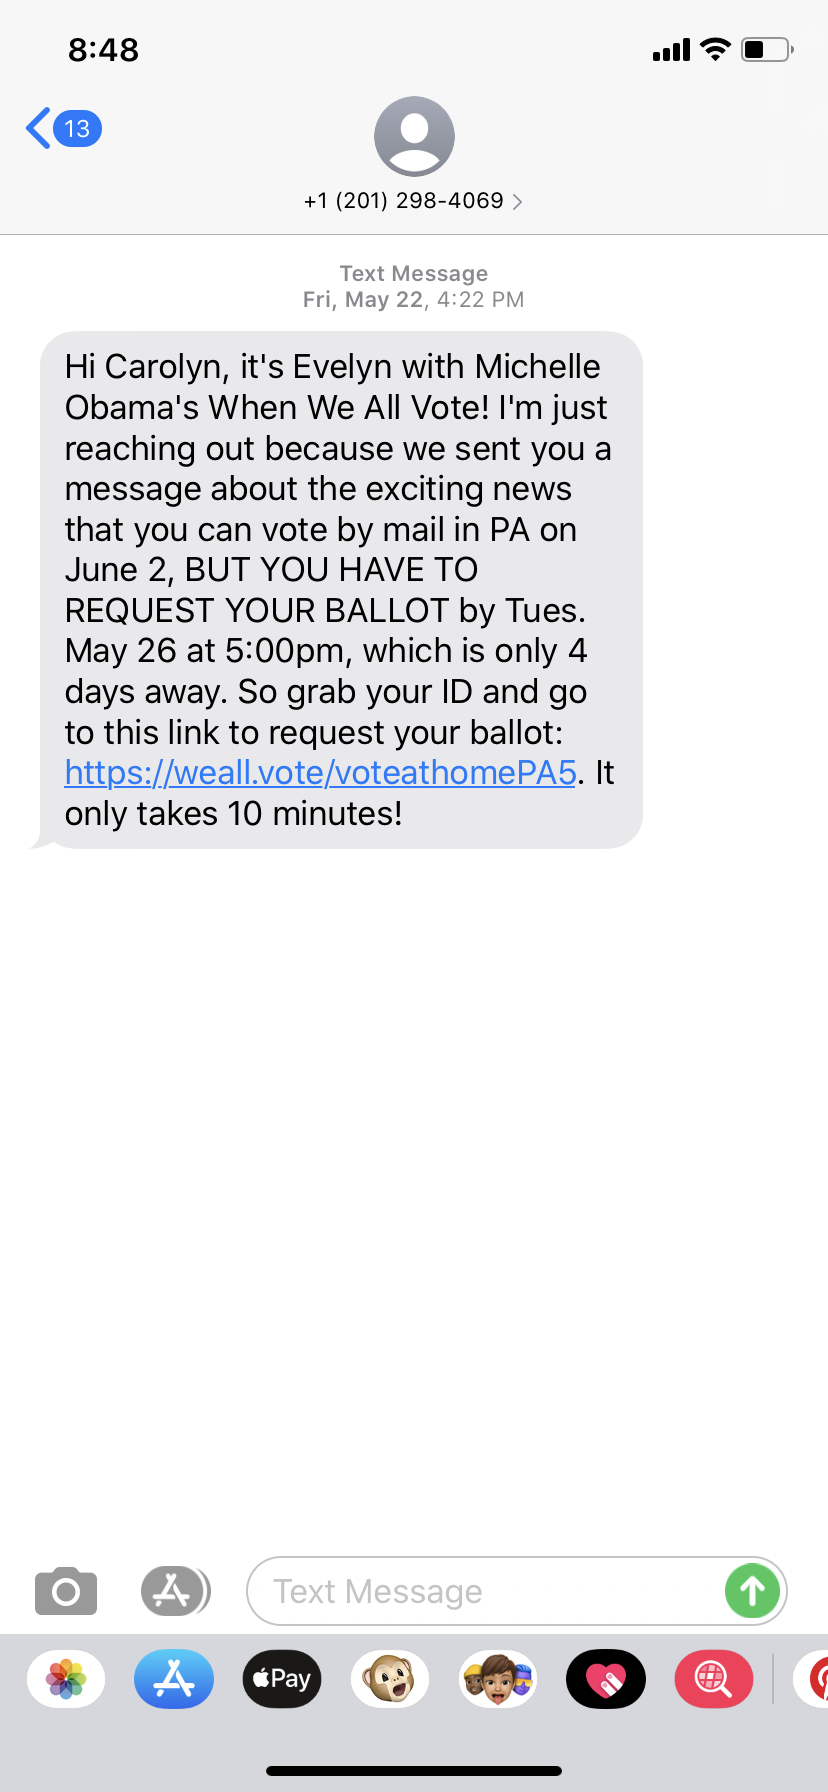 8:48
13
+1 (201) 298-4069
Text Message
Fri, May 22, 4:22 PM
Hi Carolyn, it's Evelyn with Michelle
Obama's When We All Vote! I'm just
reaching out because we sent you a
message about the exciting news
that you can vote by mail in PA on
June 2, BUT YOU HAVE TO
REQUEST YOUR BALLOT by Tues.
May 26 at 5:00pm, which is only 4
days away. So grab your ID and go
to this link to request your ballot:
https://weall.vote/voteathomePA5. It
only takes 10 minutes!
Text Message
Pay